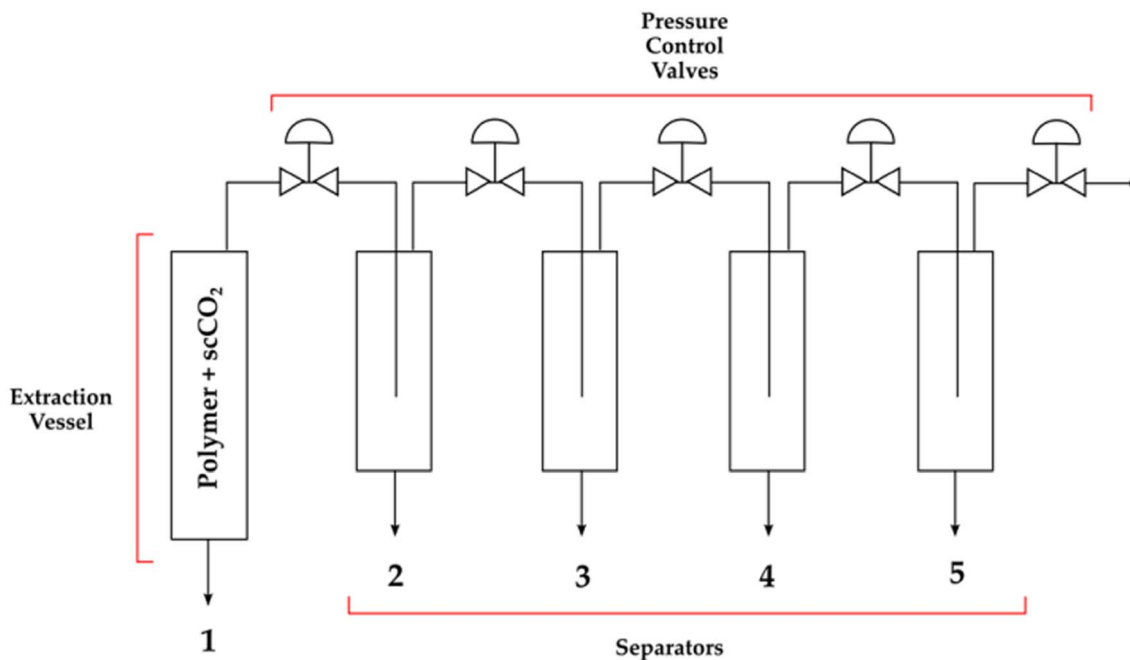 Pressure
Control
Valves
Extraction
Vessel
Polymer + scCO₂
1
2
3
4
5
Separators